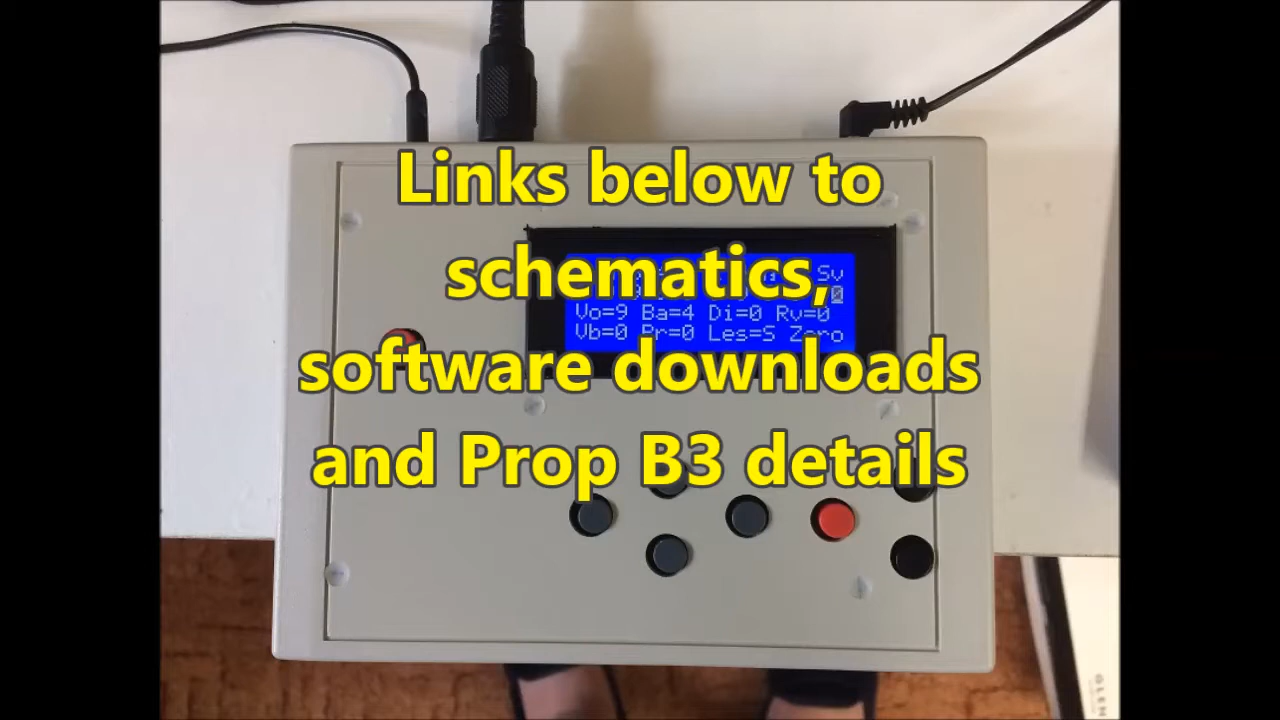 Links below to
schematics,
software downloads
and Prop B3 details
Sv
Vo=9 Ba=4 Di=0 Rv=0
Vb=0 Pr=0 Les=S Zero